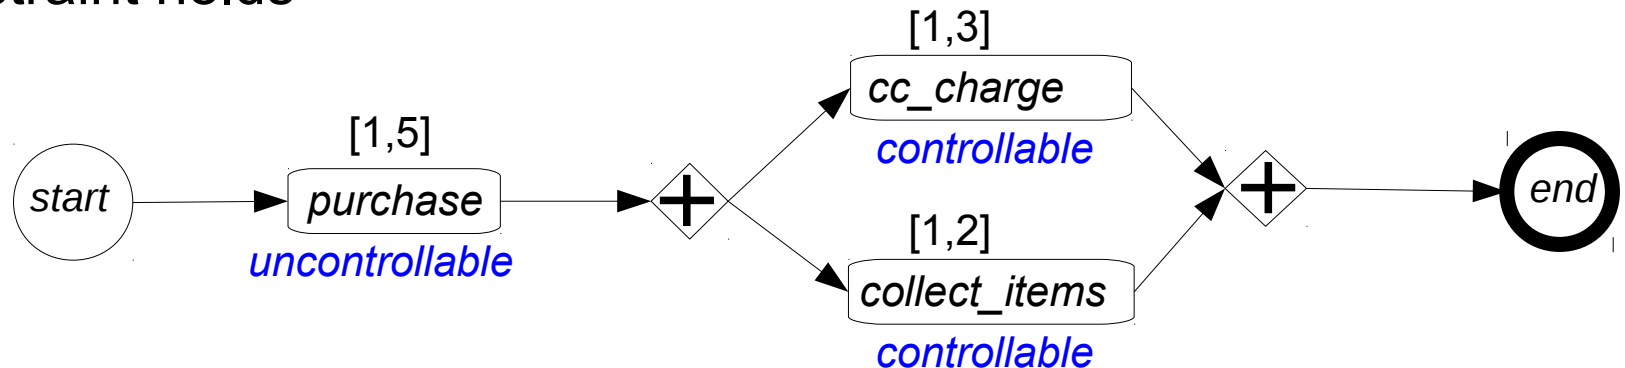 [1,3]
cc_charge
controllable
[1,5]
start
purchase
uncontrollable
[1,2]
collect_items
controllable
end